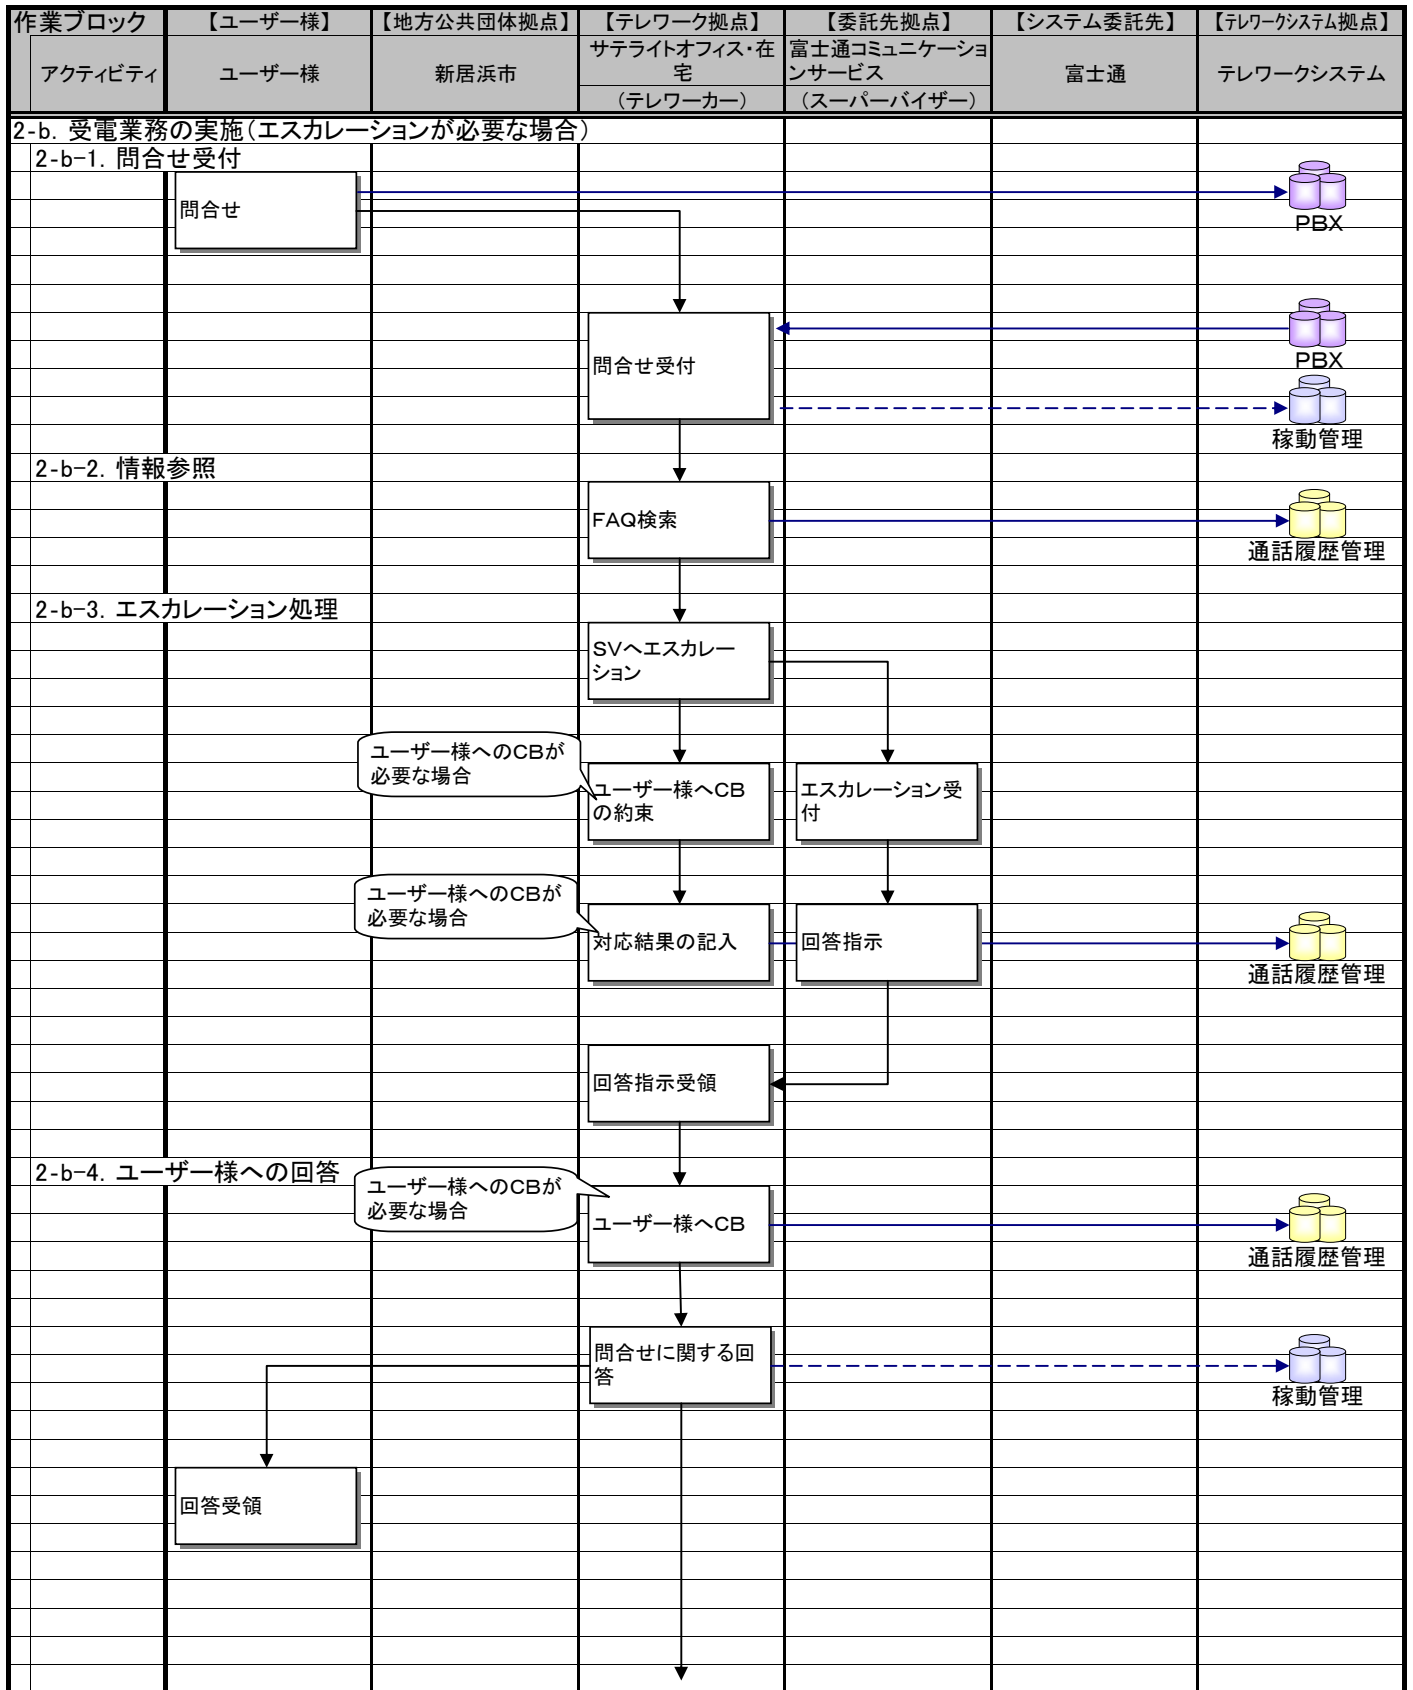 作業ブロック
【ユーザー様】
【地方公共団体拠点】
【テレワーク拠点】
【委託先拠点】
【システム委託先】
【テレワークシステム拠点】
アクティビティ
ユーザー様
新居浜市
サテライトオフィス・在
宅
(テレワーカー)
富士通コミュニケーショ
ンサービス
(スーパーバイザー)
富士通
テレワークシステム
2-b. 受電業務の実施(エスカレーションが必要な場合)
2-b-1. 問合せ受付
問合せ
PBX
問合せ受付
PBX
稼動管理
2-b-2. 情報参照
FAQ検索
通話履歴管理
2-b-3. エスカレーション処理
SVへエスカレー
ション
ユーザー様へのCBが
必要な場合
ユーザー様へCB
の約束
エスカレーション受
付
ユーザー様へのCBが
必要な場合
対応結果の記入
回答指示
通話履歴管理
回答指示受領
2-b-4. ユーザー様への回答
ユーザー様へのCBが
必要な場合
ユーザー様へCB
通話履歴管理
問合せに関する回
答
稼動管理
回答受領